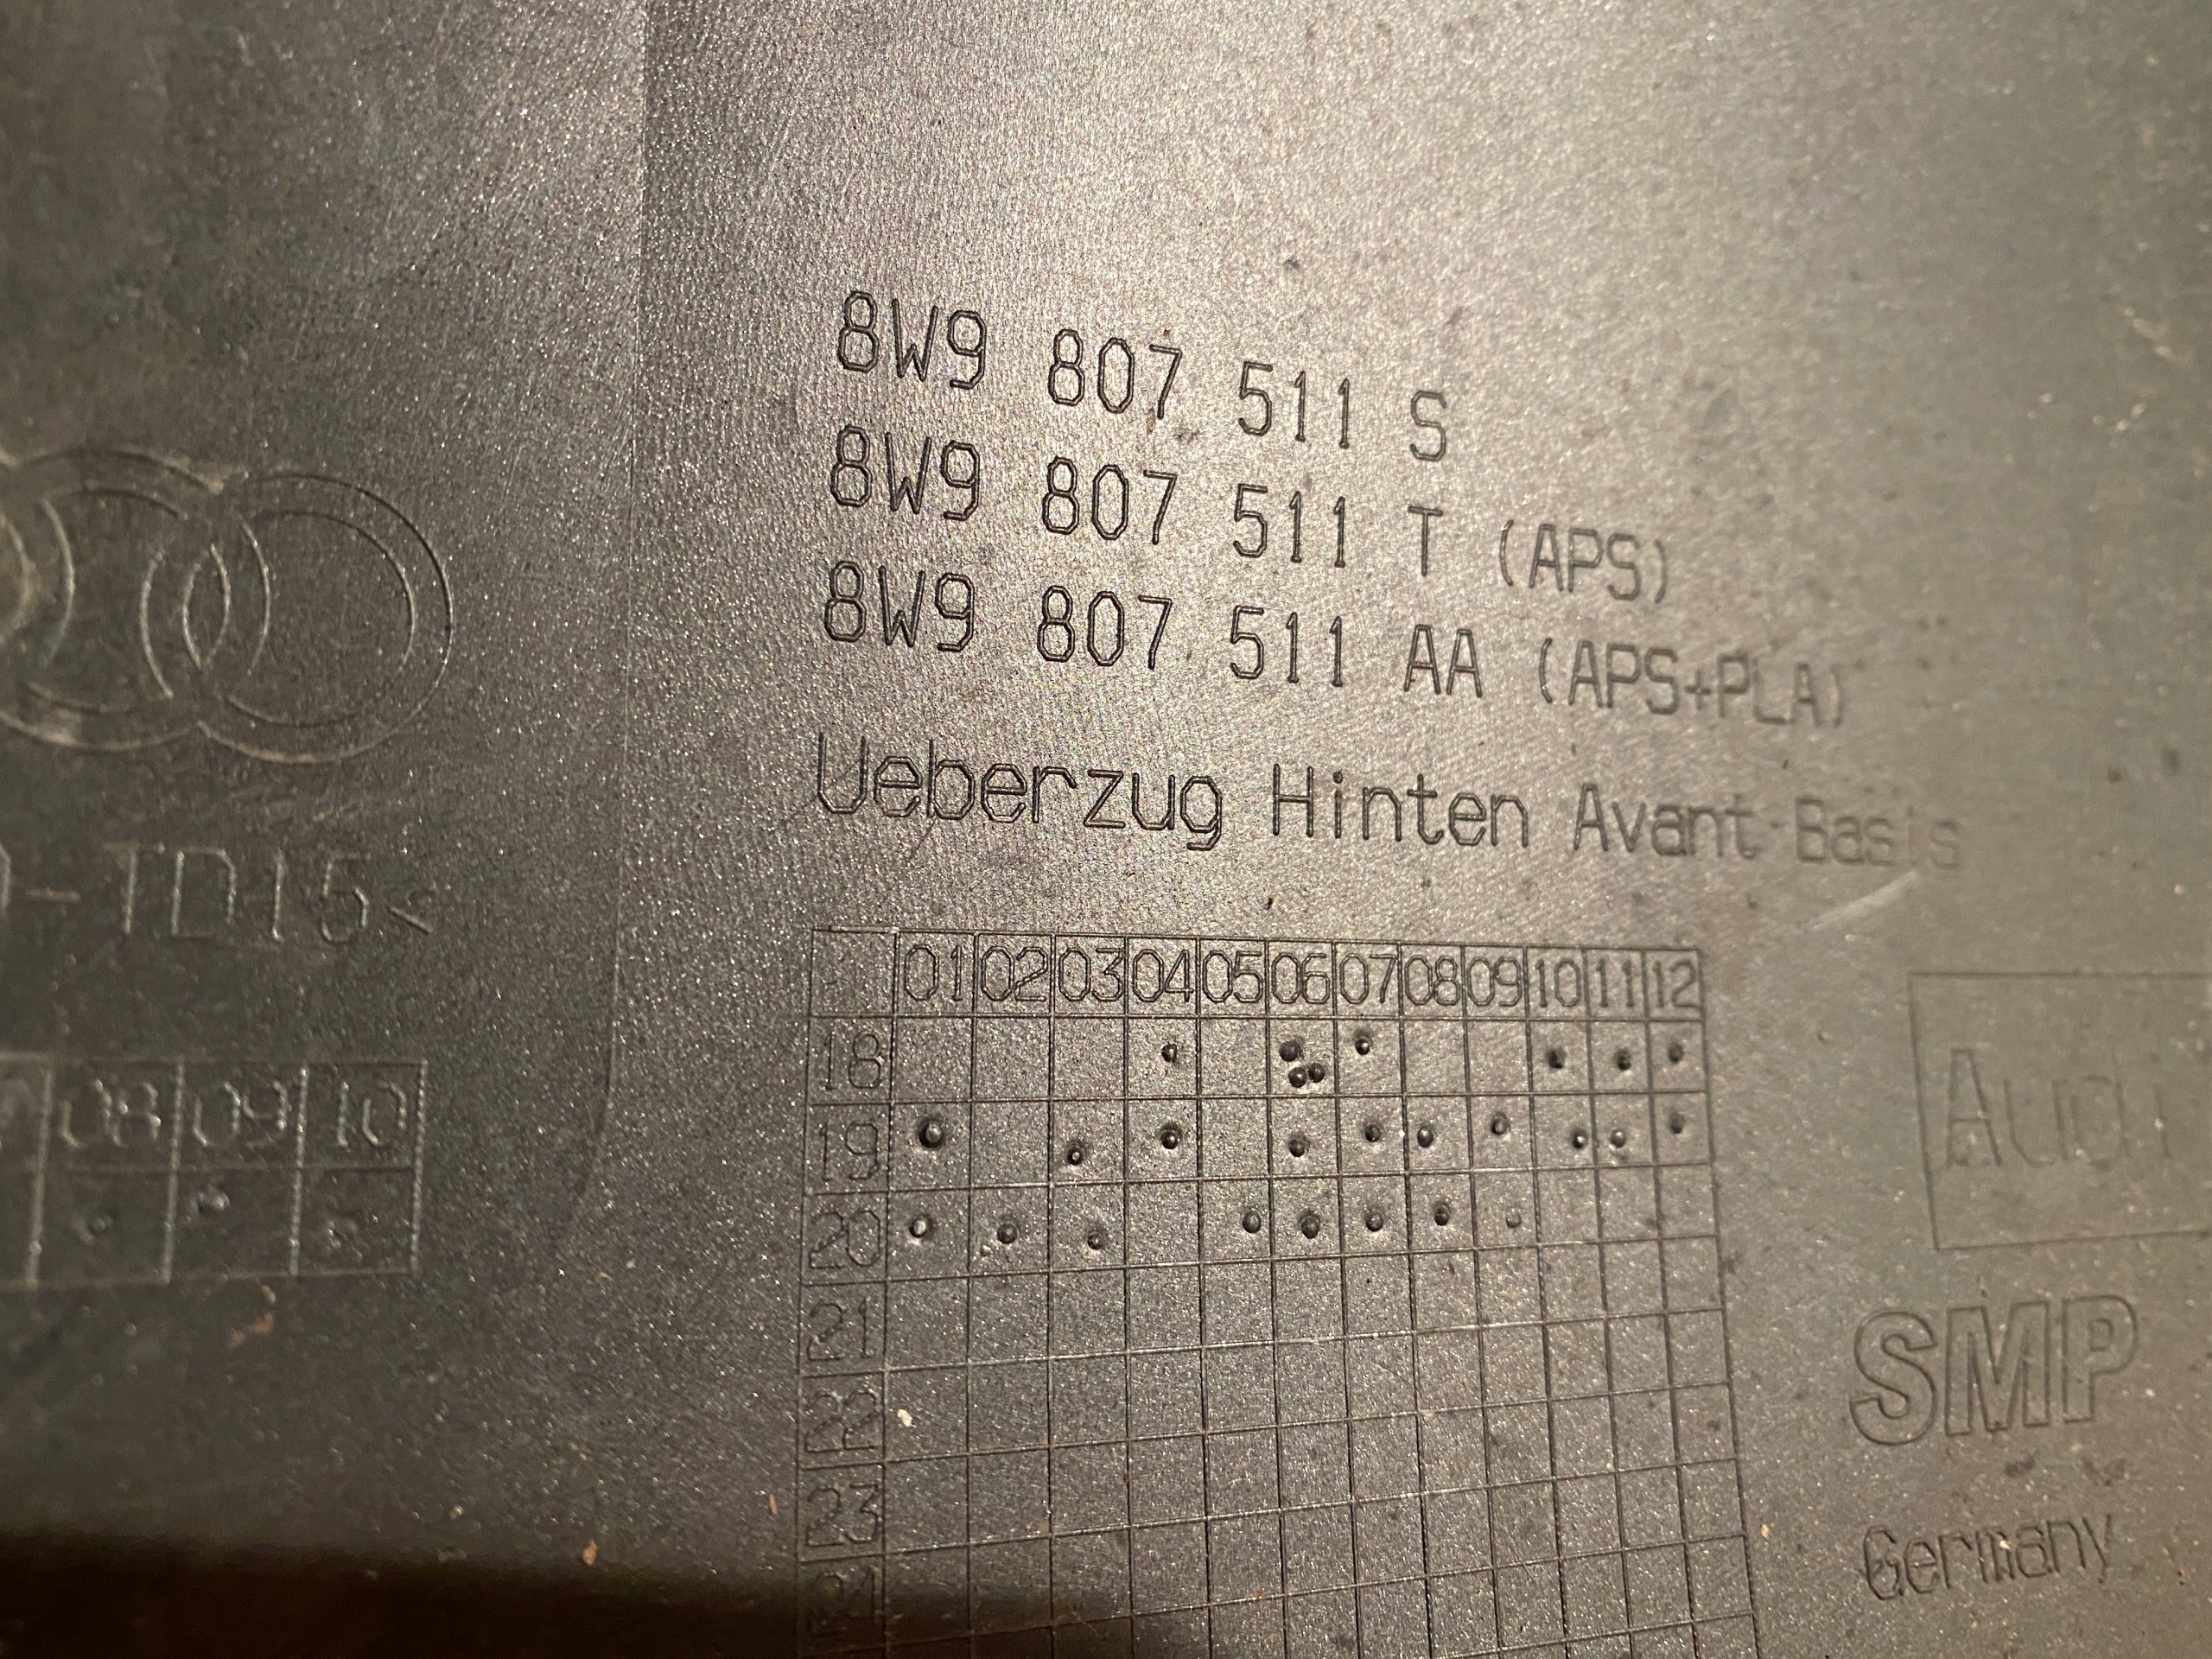 8W9 807 511 S
8W9 807 511 T (APS)
8W9 807 511 AA (APS+PLA)
Ueberzug Hinten Avant Basis
-TD15<
01 02 03 04 05 06 07 08 09 10 11 12
18
19
20
21
22
23
08 09 10
Audi
SMP
Germany